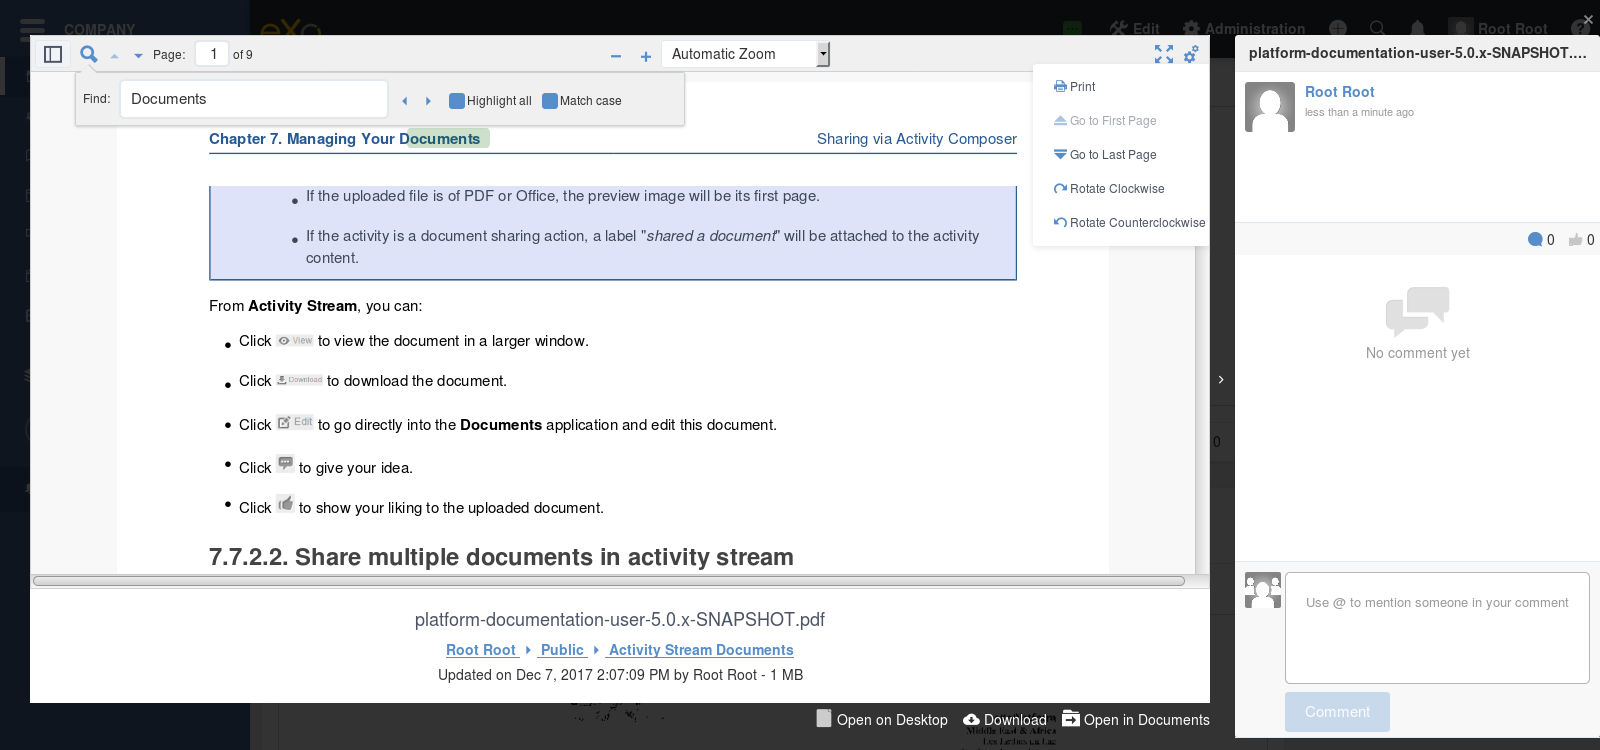 COMPANY
Edit
Administration
Root Root
Page:
1
of 9
Automatic Zoom
platform-documentation-user-5.0.x-SNAPSHOT....
Find:
Documents
Highlight all
Match case
Print
Go to First Page
Go to Last Page
Rotate Clockwise
Rotate Counterclockwise
Root Root
less than a minute ago
Chapter 7. Managing Your Documents
Sharing via Activity Composer
If the uploaded file is of PDF or Office, the preview image will be its first page.
If the activity is a document sharing action, a label "shared a document" will be attached to the activity
content.
From Activity Stream, you can:
Click View to view the document in a larger window.
Click Download to download the document.
Click Edit to go directly into the Documents application and edit this document.
Click to give your idea.
Click to show your liking to the uploaded document.
7.7.2.2. Share multiple documents in activity stream
0
0
No comment yet
0
Use @ to mention someone in your comment
Comment
platform-documentation-user-5.0.x-SNAPSHOT.pdf
Root Root Public Activity Stream Documents
Updated on Dec 7, 2017 2:07:09 PM by Root Root - 1 MB
Open on Desktop
Download
Open in Documents
Middle East & Africa